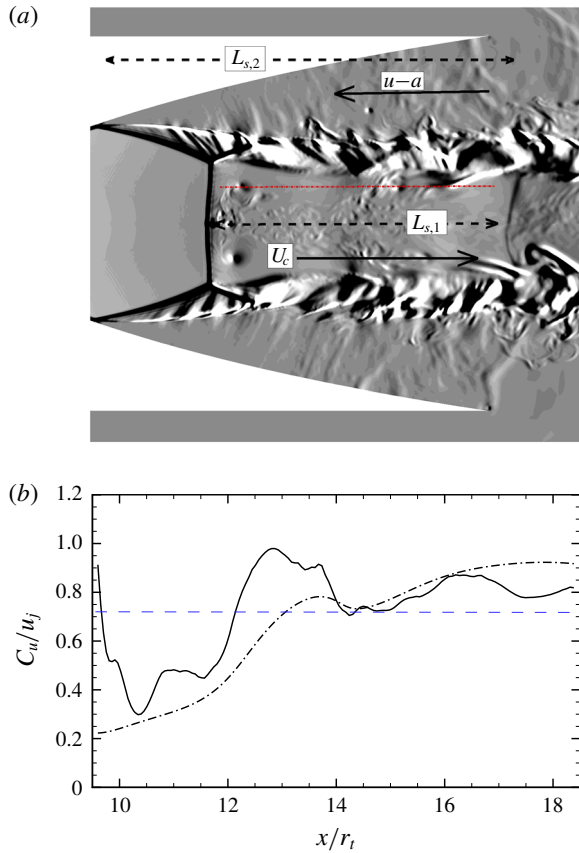 (a)
L_{s,2}
u−a
L_{s,1}
U_c
(b)
1.2
1.0
0.8
0.6
0.4
0.2
0
C_u/u_j
10 12 14 16 18
x/r_t